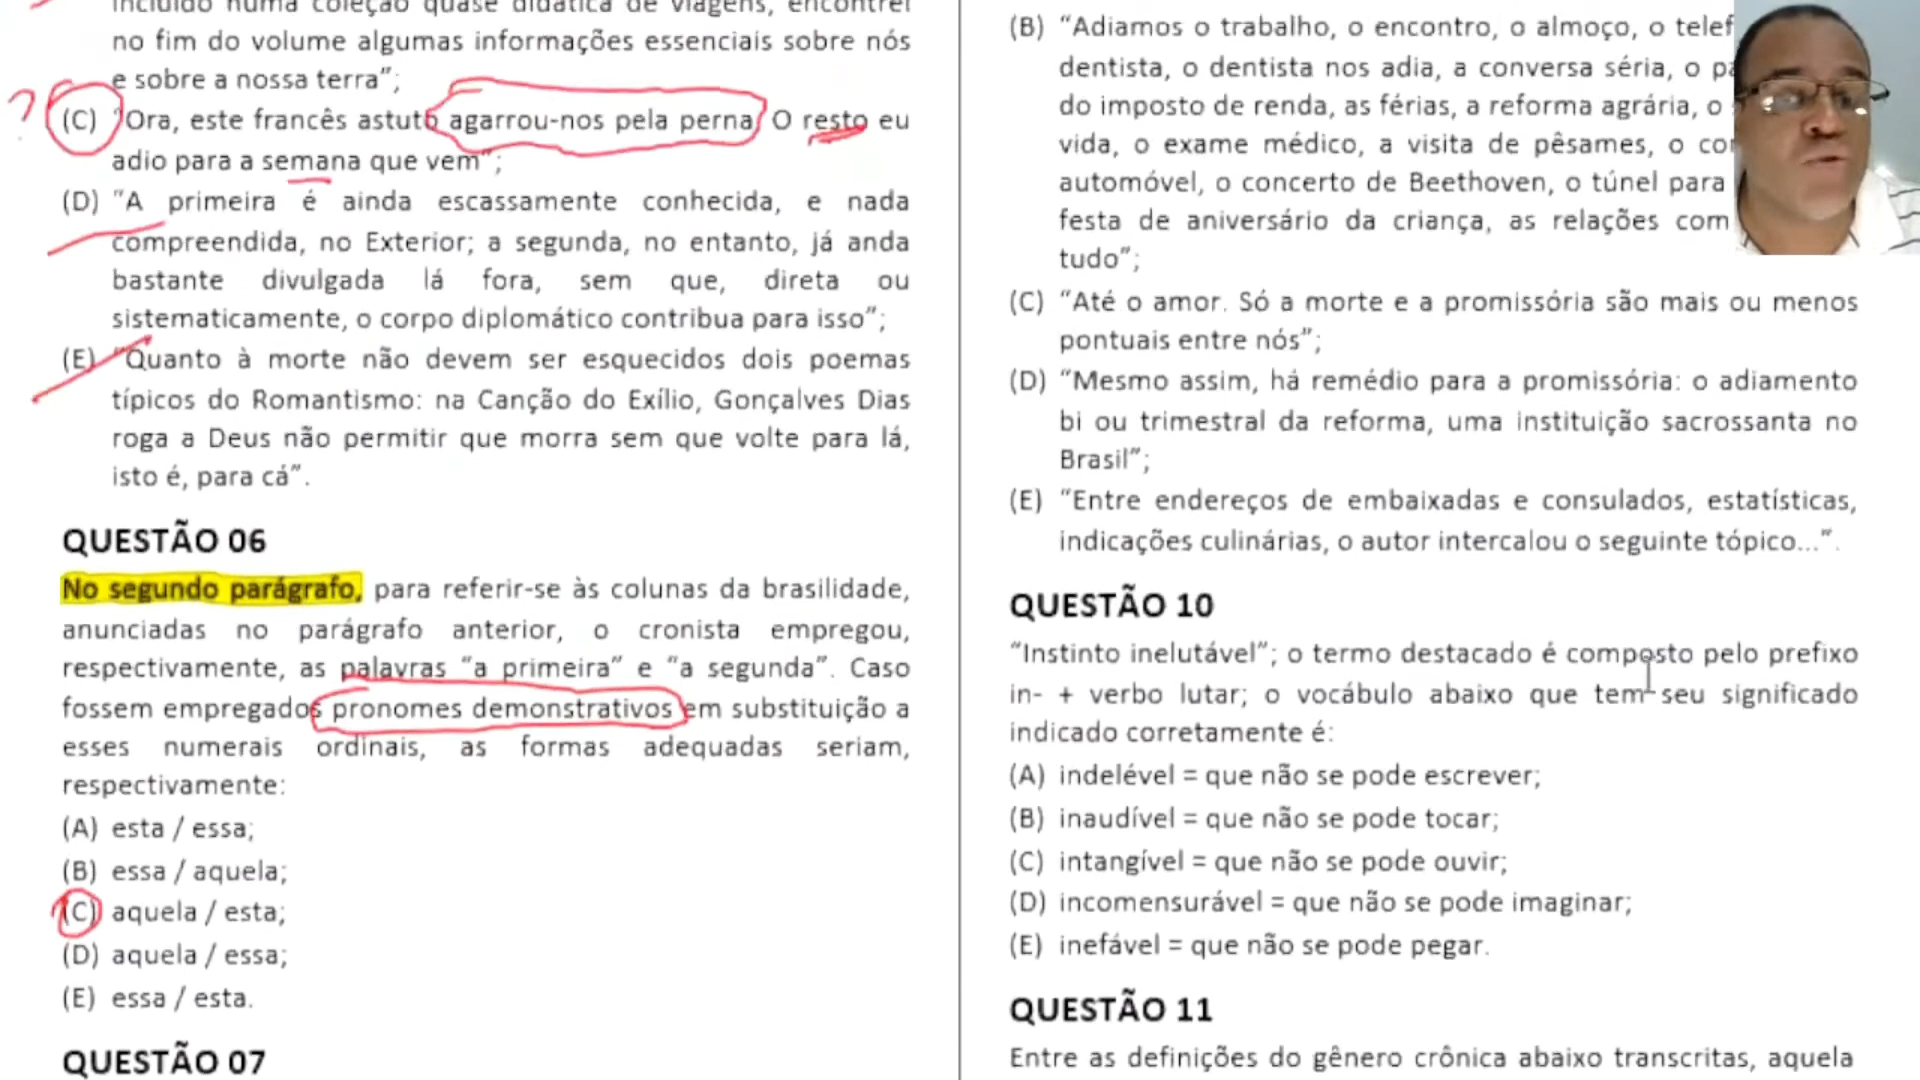 incluído numa coleção quase didática de viagens, encontrei
no fim do volume algumas informações essenciais sobre nós
e sobre a nossa terra”;
?
(C) “Ora, este francês astuto agarrou-nos pela perna. O resto eu
adio para a semana que vem”;
(D) “A primeira é ainda escassamente conhecida, e nada
compreendida, no Exterior; a segunda, no entanto, já anda
bastante divulgada lá fora, sem que, direta ou
sistematicamente, o corpo diplomático contribua para isso”;
(E) “Quanto à morte não devem ser esquecidos dois poemas
típicos do Romantismo: na Canção do Exílio, Gonçalves Dias
roga a Deus não permitir que morra sem que volte para lá,
isto é, para cá”.
QUESTÃO 06
No segundo parágrafo, para referir-se às colunas da brasilidade,
anunciadas no parágrafo anterior, o cronista empregou,
respectivamente, as palavras “a primeira” e “a segunda”. Caso
fossem empregados pronomes demonstrativos em substituição a
esses numerais ordinais, as formas adequadas seriam,
respectivamente:
(A) esta / essa;
(B) essa / aquela;
(C) aquela / esta;
(D) aquela / essa;
(E) essa / esta.
QUESTÃO 07
(B) “Adiamos o trabalho, o encontro, o almoço, o
dentista, o dentista nos adia, a conversa séria, o
do imposto de renda, as férias, a reforma agrária, o
vida, o exame médico, a visita de pêsames, o
automóvel, o concerto de Beethoven, o túnel para
festa de aniversário da criança, as relações com
tudo”;
(C) “Até o amor. Só a morte e a promissória são mais ou menos
pontuais entre nós”;
(D) “Mesmo assim, há remédio para a promissória: o adiamento
bi ou trimestral da reforma, uma instituição sacrossanta no
Brasil”;
(E) “Entre endereços de embaixadas e consulados, estatísticas,
indicações culinárias, o autor intercalou o seguinte tópico...”.
QUESTÃO 10
“Instinto inelutável”; o termo destacado é composto pelo prefixo
in- + verbo lutar; o vocábulo abaixo que tem seu significado
indicado corretamente é:
(A) indelével = que não se pode escrever;
(B) inaudível = que não se pode tocar;
(C) intangível = que não se pode ouvir;
(D) incomensurável = que não se pode imaginar;
(E) inefável = que não se pode pegar.
QUESTÃO 11
Entre as definições do gênero crônica abaixo transcritas, aquela